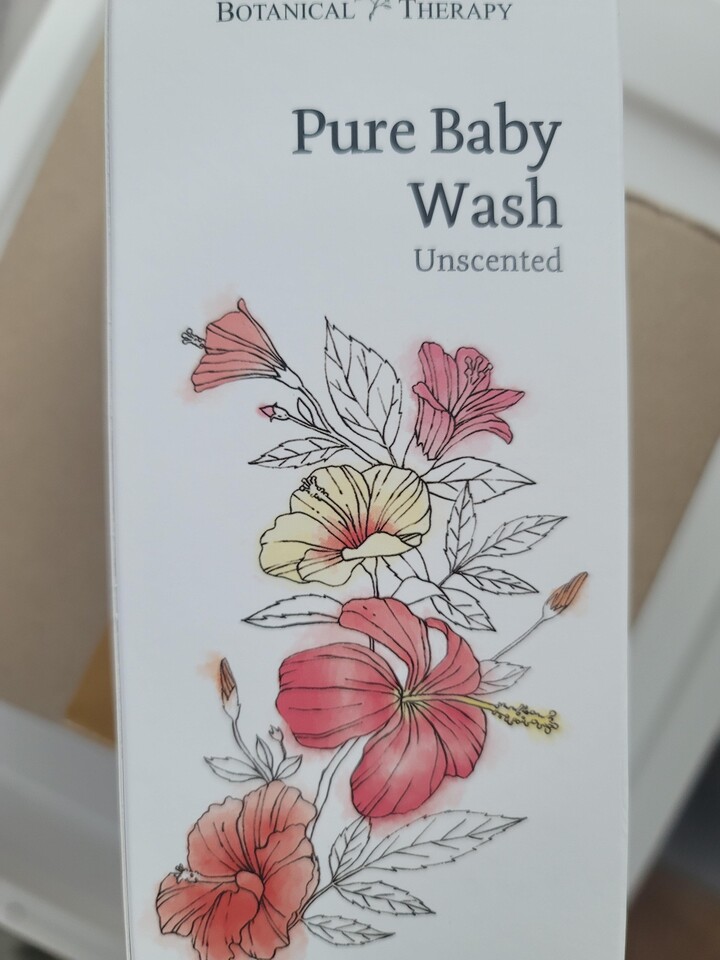 BOTANICAL THERAPY
Pure Baby
Wash
Unscented